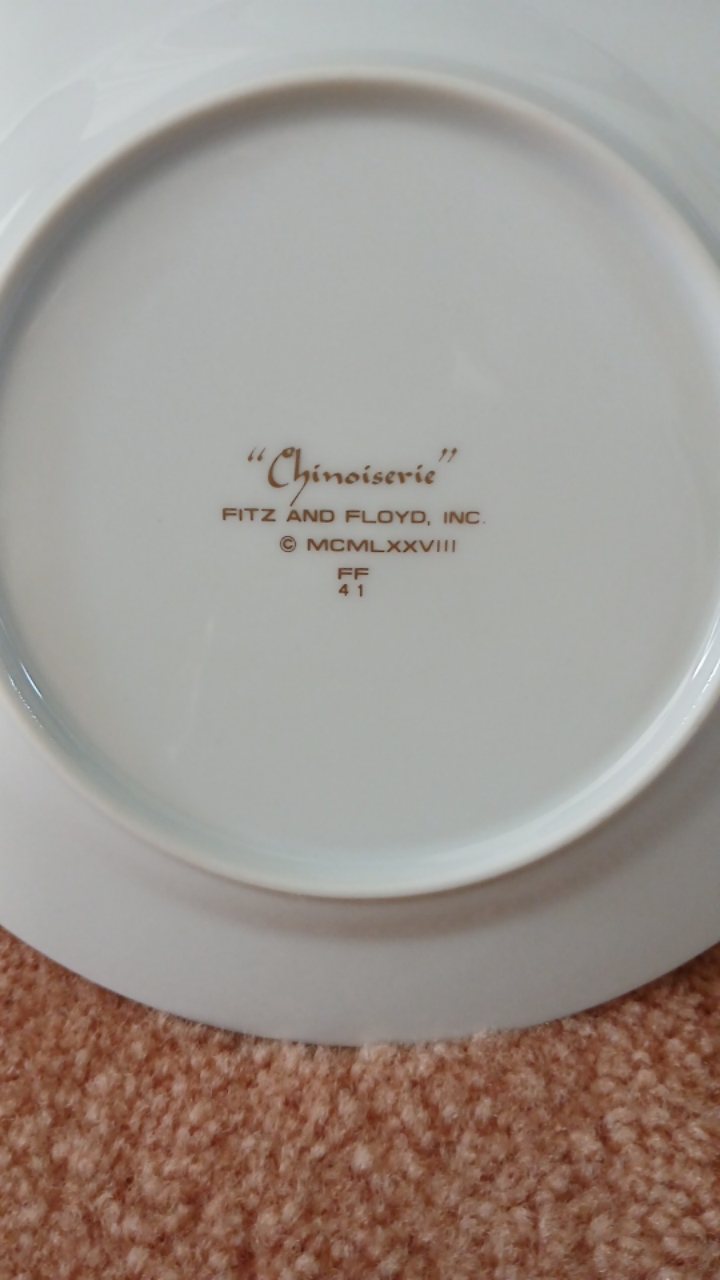 “Chinoiserie”
FITZ AND FLOYD, INC.
© MCMLXXVIII
FF
41